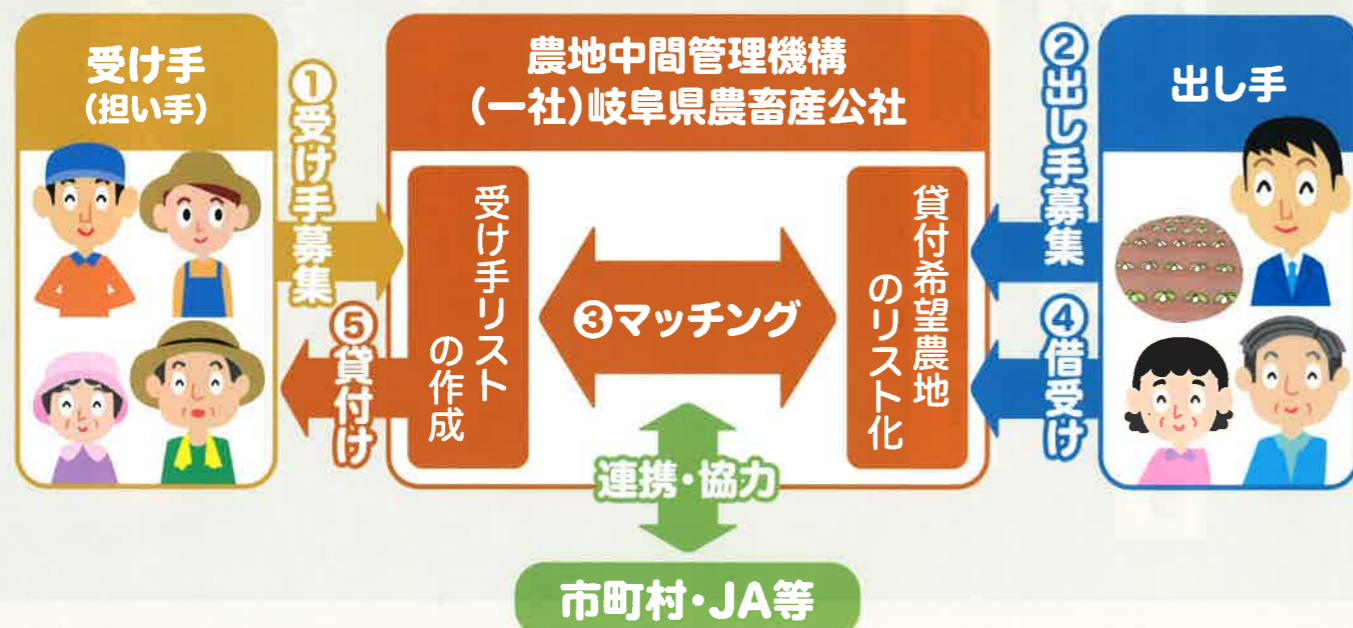 受け手
(担い手)
①受け手募集
⑤貸付け
農地中間管理機構
(一社)岐阜県農畜産公社
受け手リスト
の作成
③マッチング
貸付希望農地
のリスト化
②出し手募集
④借受け
出し手
連携・協力
市町村・JA等